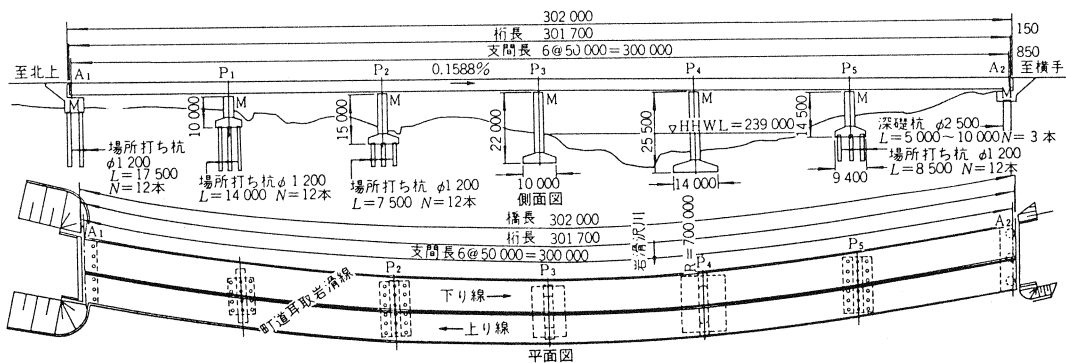 302 000
桁長 301 700
支間長 6@50 000=300 000
150
850
至北上
A1
P1
P2
0.1588%
P3
P4
P5
A2
至横手
M
M
M
M
M
M
M
10 000
15 000
22 000
25 500
▽HHWL=239 000
4 500
場所打ち杭
φ1 200
L=17 500
N=12本
場所打ち杭φ1 200
L=14 000 N=12本
場所打ち杭 φ1 200
L=7 500 N=12本
10 000
側面図
14 000
9 400
深礎杭 φ2 500
L=5 000~10 000 N=3本
場所打ち杭
φ1 200
L=8 500 N=12本
橋長 302 000
桁長 301 700
支間長6@50 000=300 000
岩滑沢川
R=700 000
A1
P2
P3
P4
P5
A2
町道耳取岩滑線
下り線→
←上り線
平面図